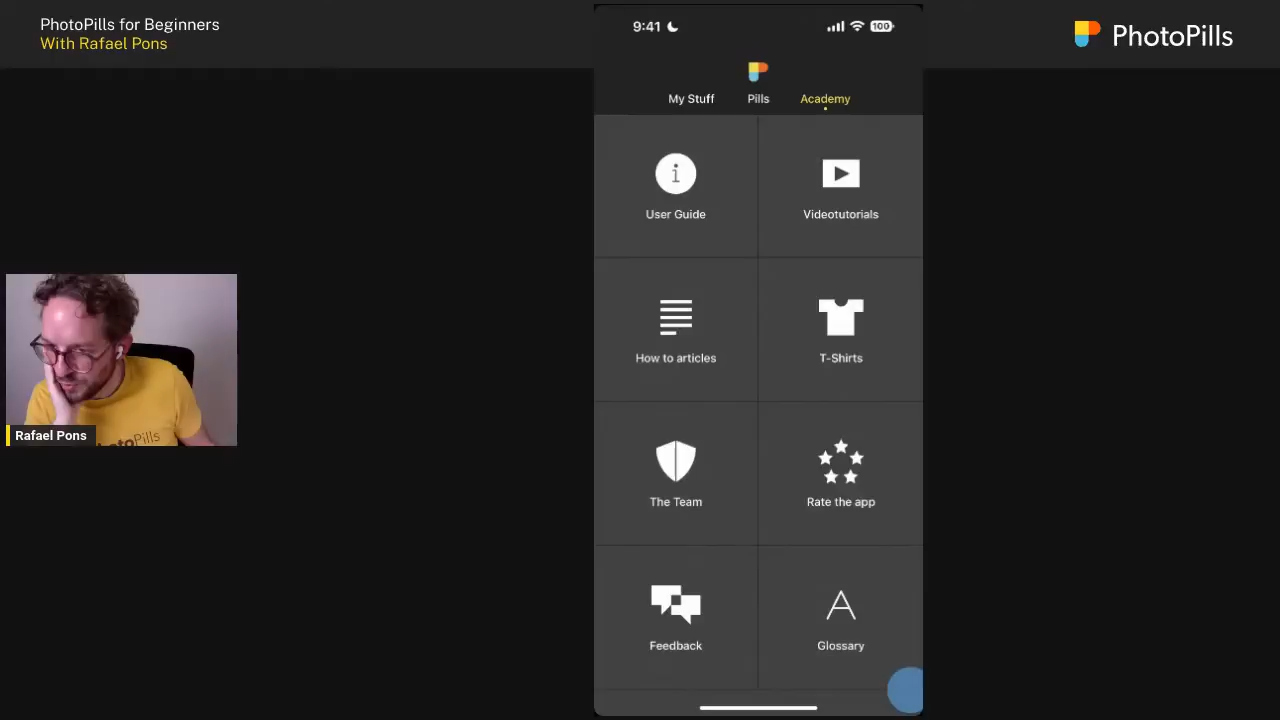 PhotoPills for Beginners
With Rafael Pons
PhotoPills
9:41
100
My Stuff
Pills
Academy
User Guide
Videotutorials
How to articles
T-Shirts
The Team
Rate the app
Feedback
Glossary
otoPills
Rafael Pons